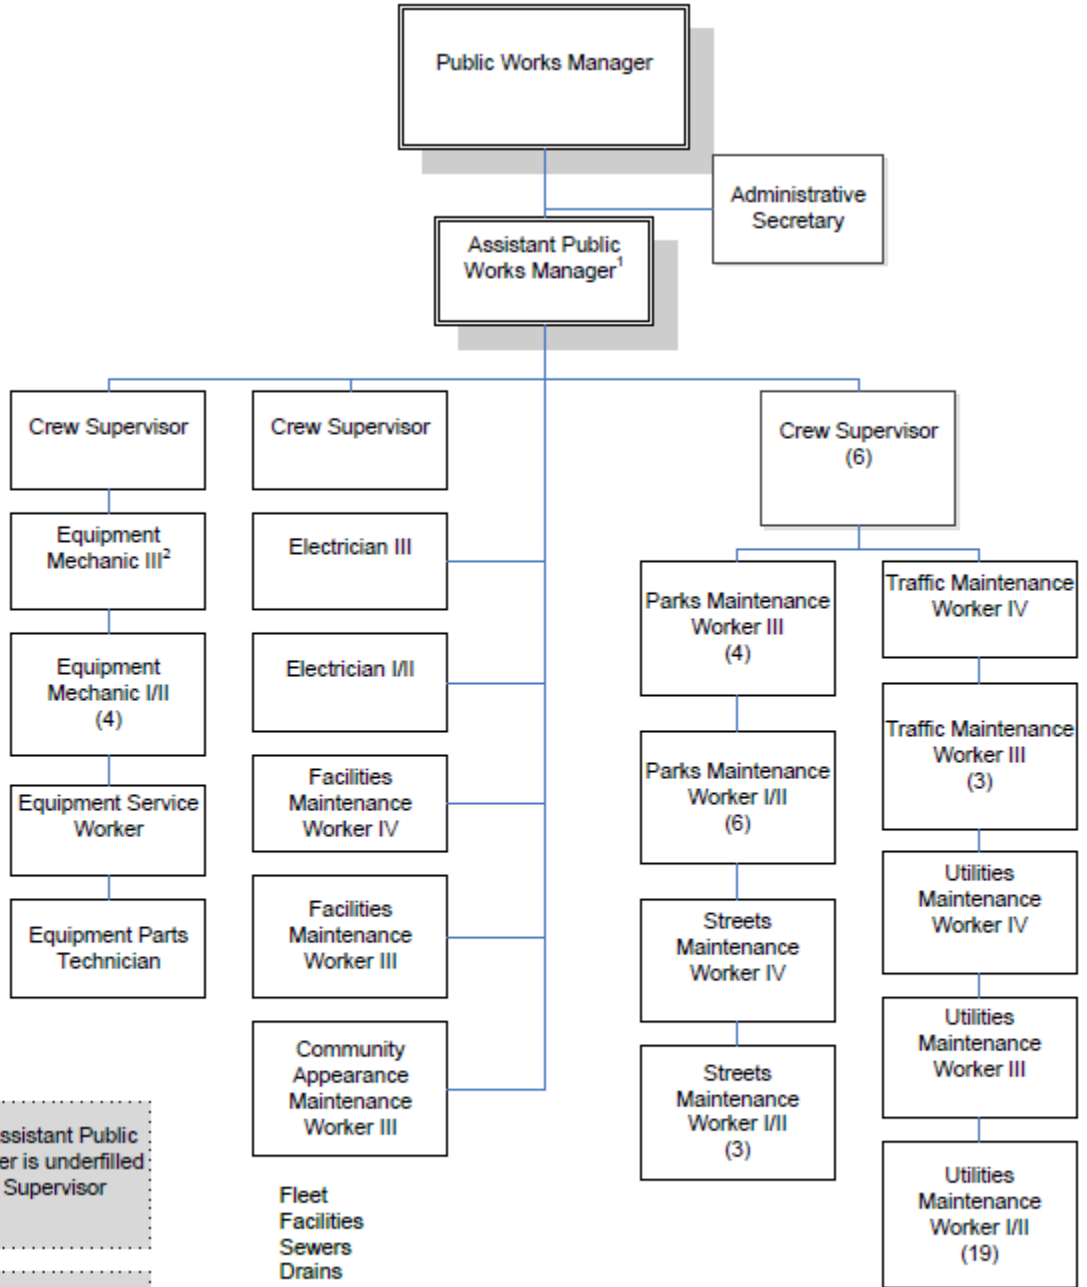 Public Works Manager
Administrative
Secretary
Assistant Public
Works Manager¹
Crew Supervisor
Equipment
Mechanic III²
Equipment
Mechanic I/II
(4)
Equipment Service
Worker
Equipment Parts
Technician
Crew Supervisor
Electrician III
Electrician I/II
Facilities
Maintenance
Worker IV
Facilities
Maintenance
Worker III
Community
Appearance
Maintenance
Worker III
Crew Supervisor
(6)
Parks Maintenance
Worker III
(4)
Parks Maintenance
Worker I/II
(6)
Streets
Maintenance
Worker IV
Streets
Maintenance
Worker I/II
(3)
Traffic Maintenance
Worker IV
Traffic Maintenance
Worker III
(3)
Utilities
Maintenance
Worker IV
Utilities
Maintenance
Worker III
Utilities
Maintenance
Worker I/II
(19)
ssistant Public
er is underfilled
Supervisor
Fleet
Facilities
Sewers
Drains